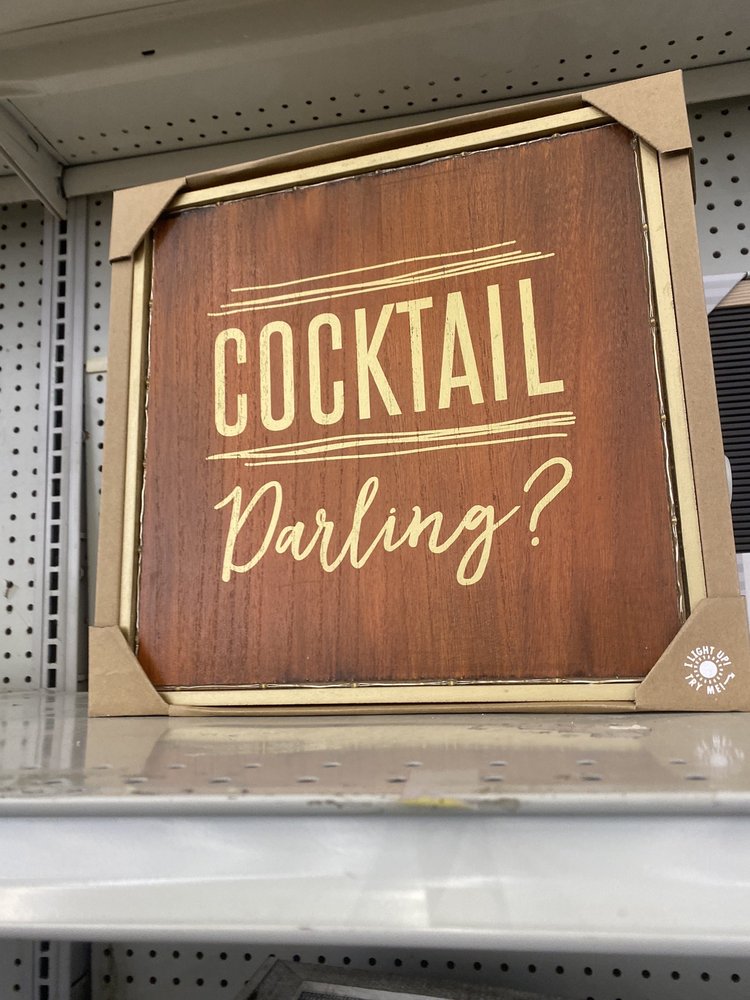 COCKTAIL
Darling?
I LIGHT UP!
TRY ME!